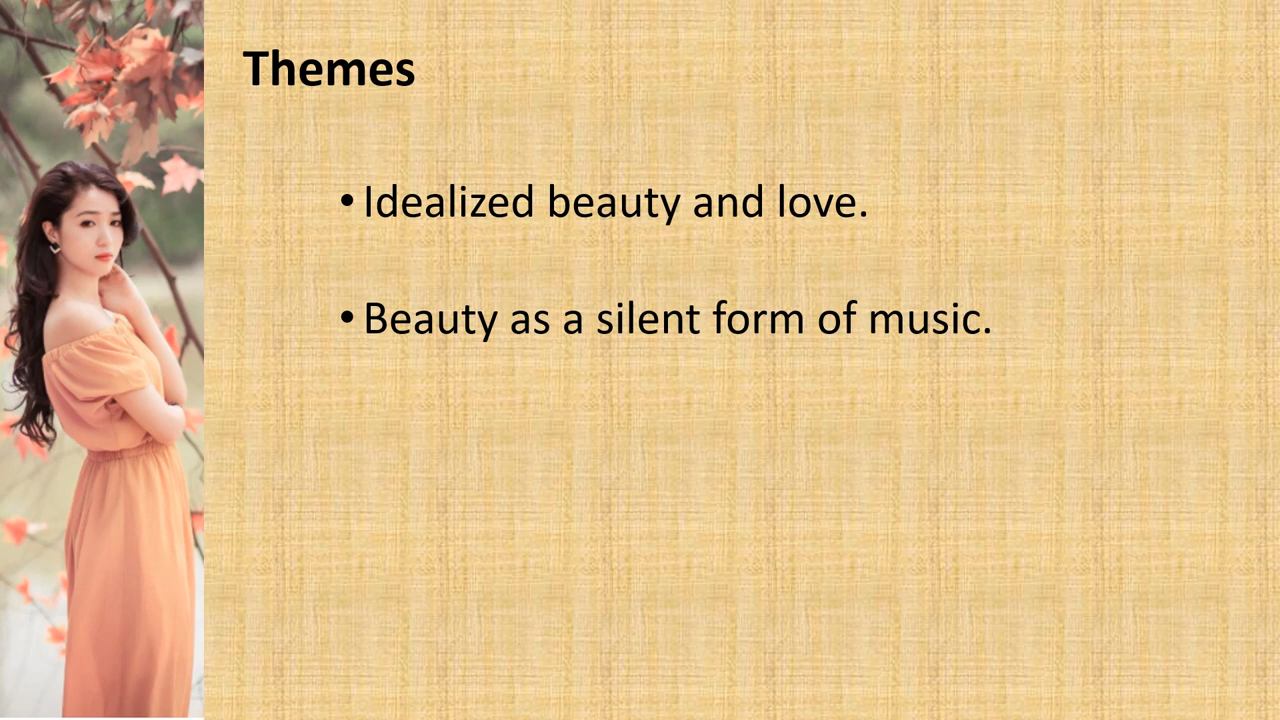 Themes
• Idealized beauty and love.
• Beauty as a silent form of music.